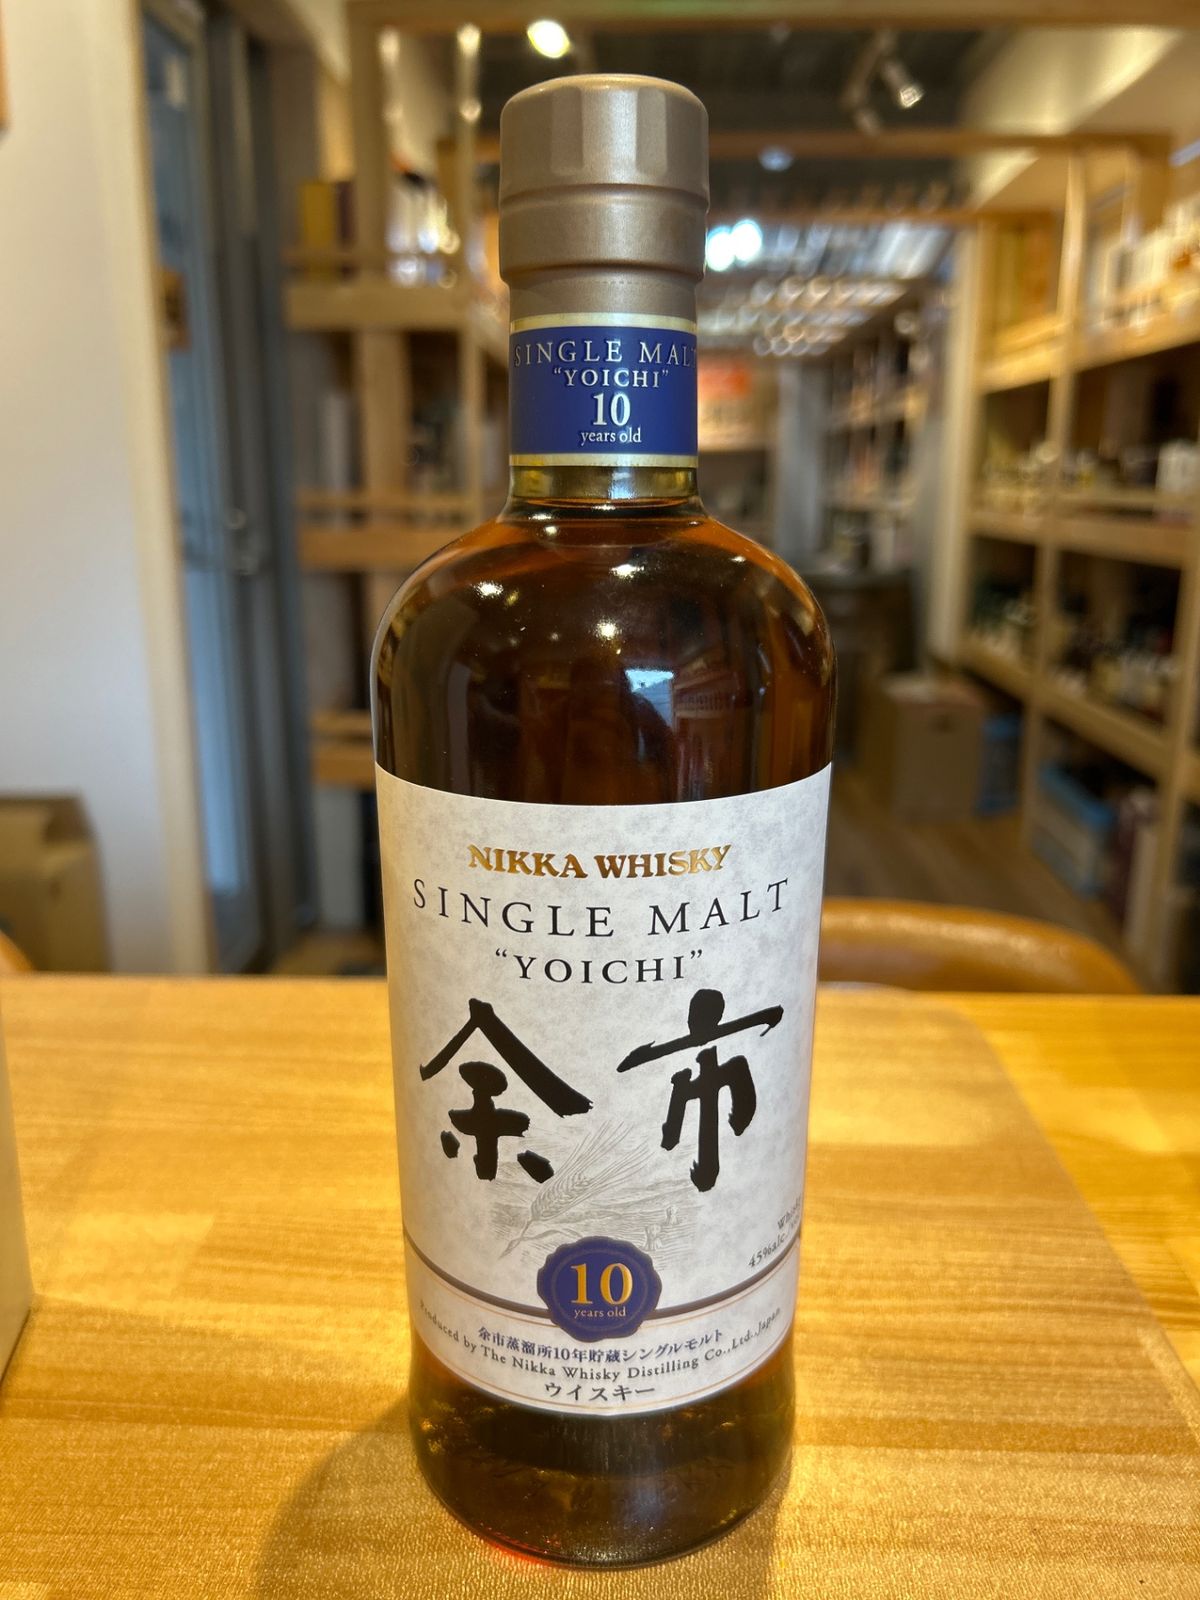 SINGLE MALT
“YOICHI”
10
years old
NIKKA WHISKY
SINGLE MALT
“YOICHI”
余市
45%alc./
10
years old
余市蒸溜所10年貯蔵シングルモルト
Produced by The Nikka Whisky Distilling Co.,Ltd.,Japan
ウイスキー